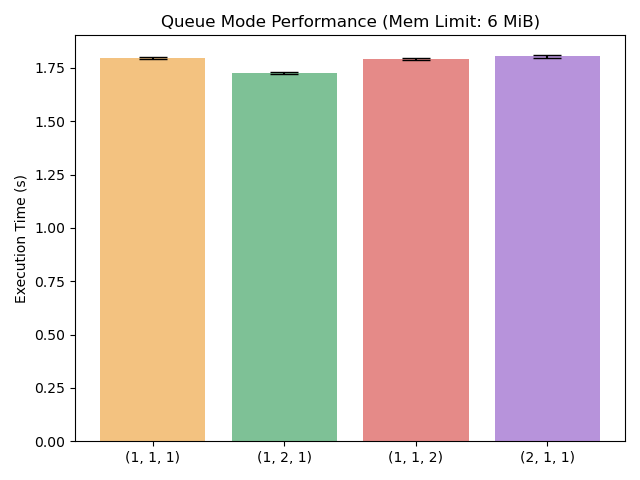 Queue Mode Performance (Mem Limit: 6 MiB)
Execution Time (s)
1.75
1.50
1.25
1.00
0.75
0.50
0.25
0.00
(1, 1, 1)
(1, 2, 1)
(1, 1, 2)
(2, 1, 1)